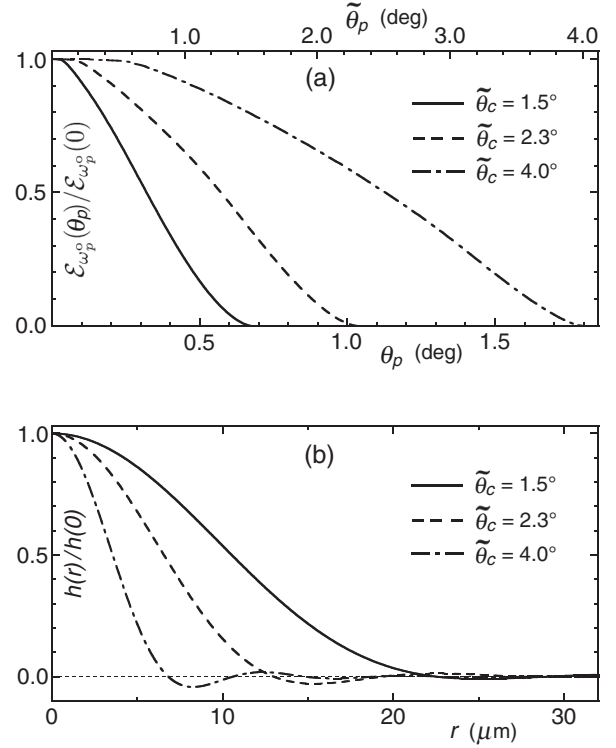 θ̃p (deg)
1.0 2.0 3.0 4.0
1.0
0.5
0.0
(a)
θ̃c = 1.5°
θ̃c = 2.3°
θ̃c = 4.0°
ℰωp°(θp)/ℰωp°(0)
0.5 1.0 1.5
θp (deg)
1.0
0.5
0.0
(b)
θ̃c = 1.5°
θ̃c = 2.3°
θ̃c = 4.0°
h(r)/h(0)
0 10 20 30
r (μm)